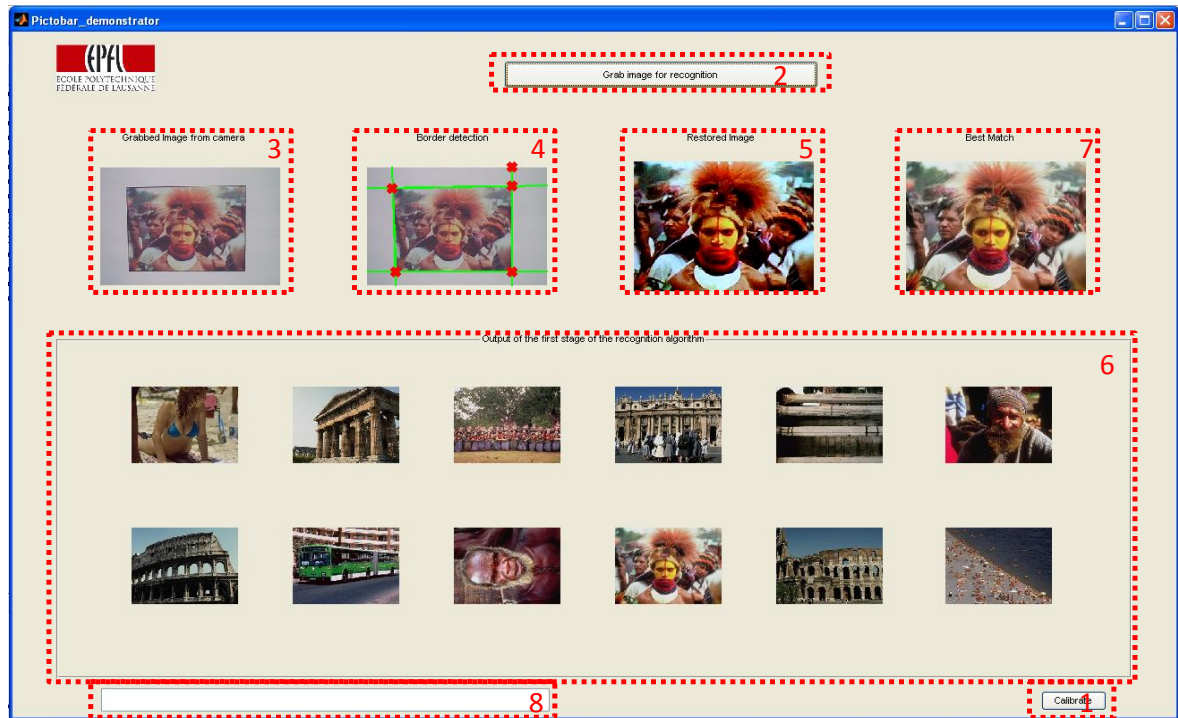 Pictobar_demonstrator
EPFL
ÉCOLE POLYTECHNIQUE
FÉDÉRALE DE LAUSANNE
Grab image for recognition
2
Grabbed Image from camera
3
Border detection
4
Restored Image
5
Best Match
7
Output of the first stage of the recognition algorithm
6
8
Calibrate
1